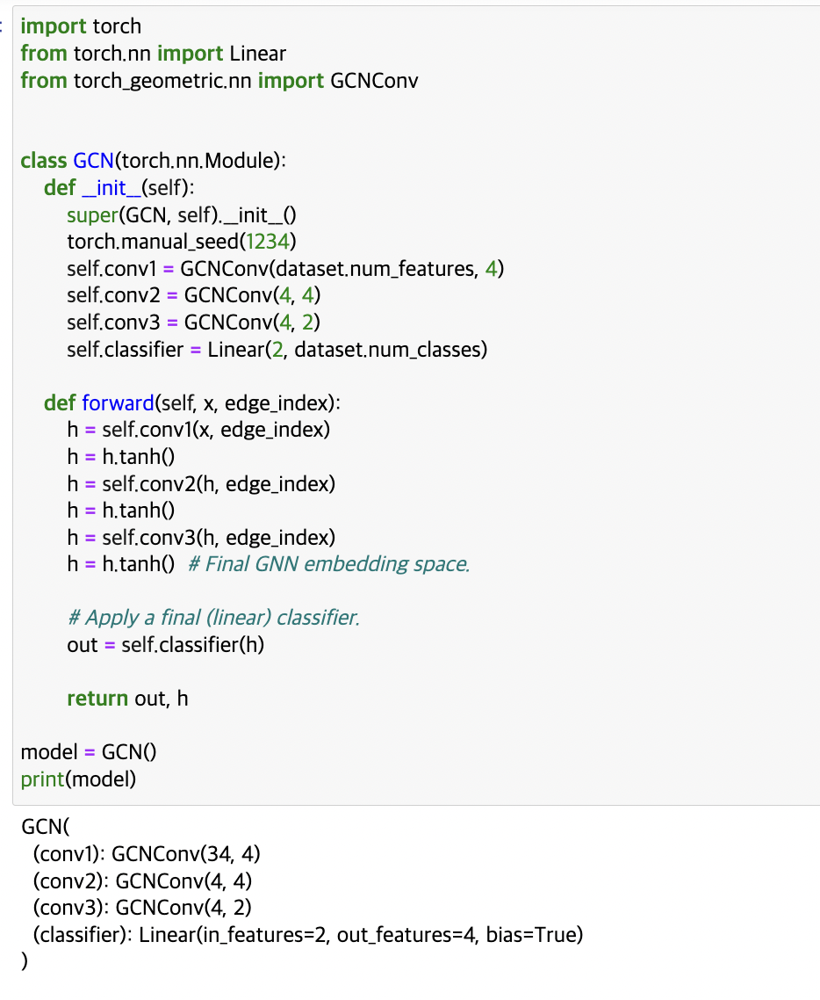 :
import torch
from torch.nn import Linear
from torch_geometric.nn import GCNConv
class GCN(torch.nn.Module):
    def __init__(self):
        super(GCN, self).__init__()
        torch.manual_seed(1234)
        self.conv1 = GCNConv(dataset.num_features, 4)
        self.conv2 = GCNConv(4, 4)
        self.conv3 = GCNConv(4, 2)
        self.classifier = Linear(2, dataset.num_classes)
    def forward(self, x, edge_index):
        h = self.conv1(x, edge_index)
        h = h.tanh()
        h = self.conv2(h, edge_index)
        h = h.tanh()
        h = self.conv3(h, edge_index)
        h = h.tanh()  # Final GNN embedding space.
        # Apply a final (linear) classifier.
        out = self.classifier(h)
        return out, h
model = GCN()
print(model)
GCN(
  (conv1): GCNConv(34, 4)
  (conv2): GCNConv(4, 4)
  (conv3): GCNConv(4, 2)
  (classifier): Linear(in_features=2, out_features=4, bias=True)
)